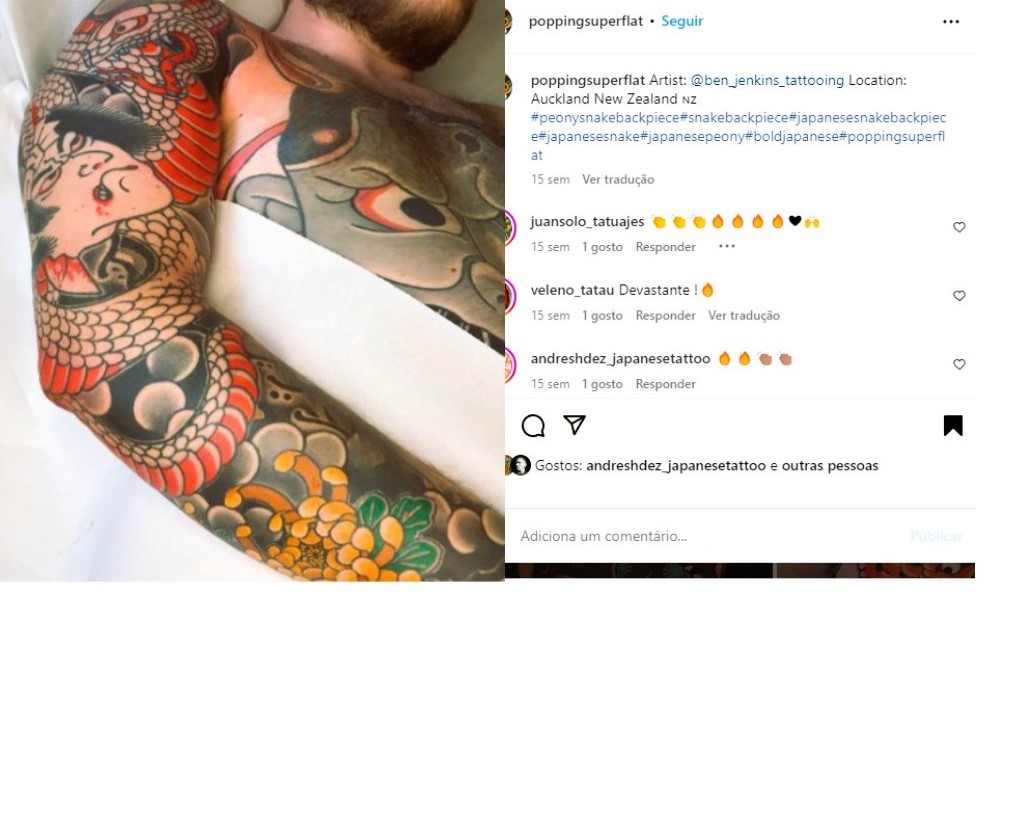 poppingsuperflat • Seguir
poppingsuperflat Artist: @ben_jenkins_tattooing Location:
Auckland New Zealand NZ
#peonysnakebackpiece#snakebackpiece#japanesesnakebackpiec
e#japanesesnake#japanesepeony#boldjapanese#poppingsuperfl
at
15 sem Ver tradução
juansolo_tatuajes 👏👏👏🔥🔥🔥🔥🖤🙌
15 sem 1 gosto Responder
veleno_tatau Devastante !🔥
15 sem 1 gosto Responder Ver tradução
andreshdez_japanesetattoo 🔥🔥👏🏽👏🏽
15 sem 1 gosto Responder
Gostos: andreshdez_japanesetattoo e outras pessoas
Adiciona um comentário... Publicar